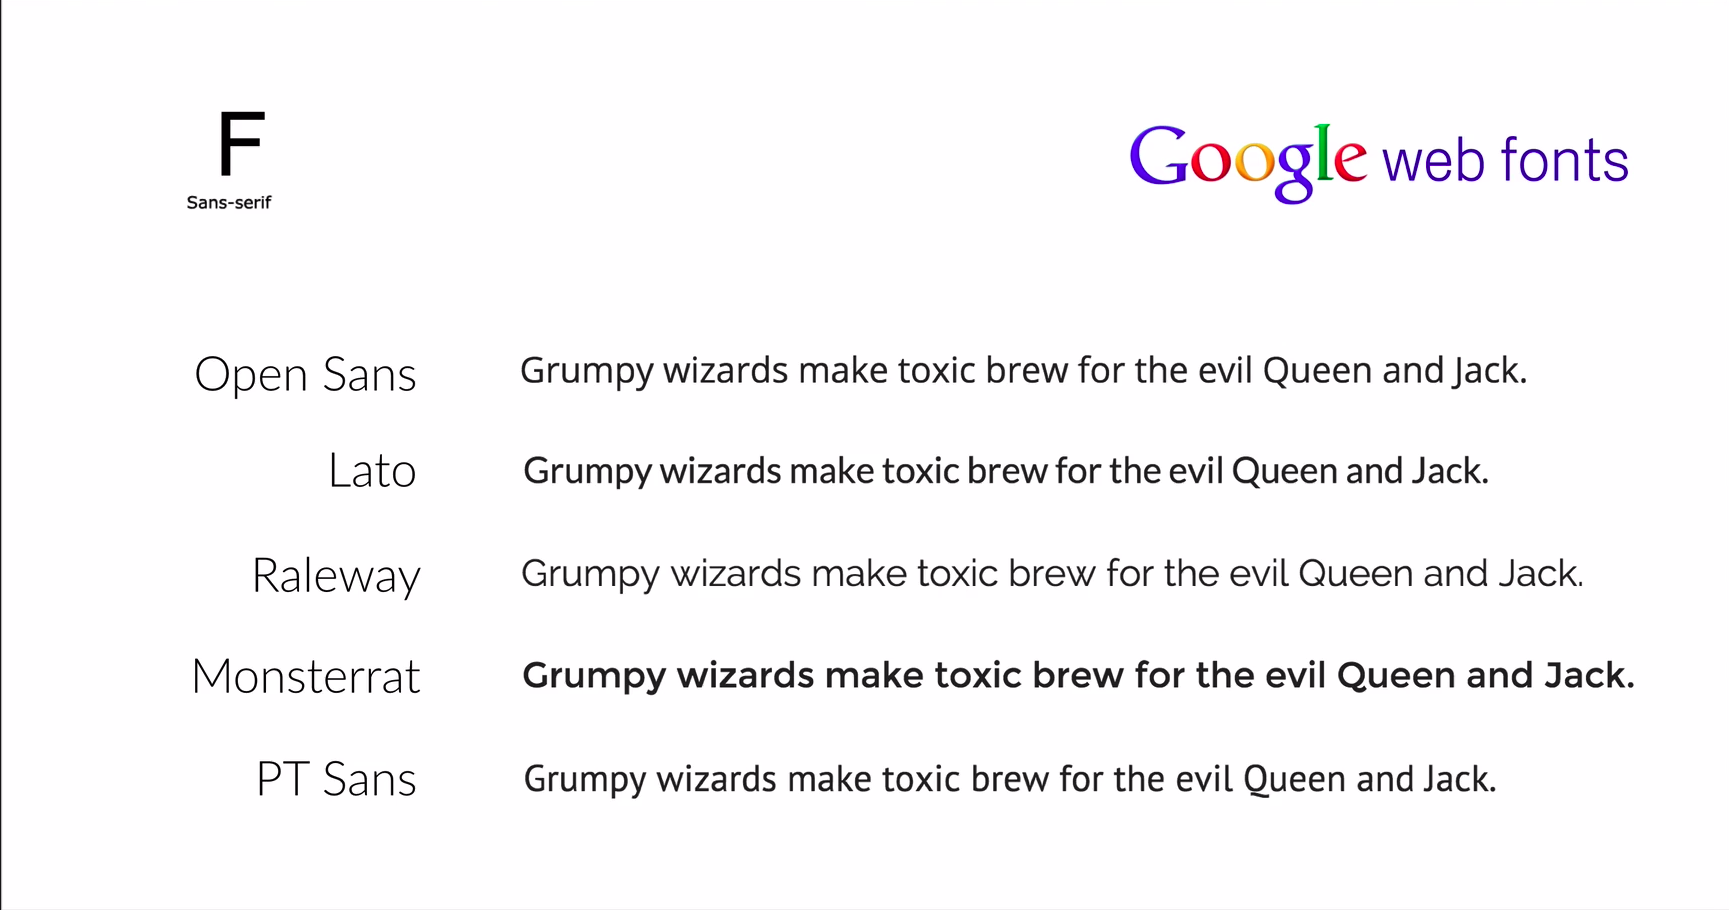 F
Sans-serif
Google web fonts
Open Sans Grumpy wizards make toxic brew for the evil Queen and Jack.
Lato Grumpy wizards make toxic brew for the evil Queen and Jack.
Raleway Grumpy wizards make toxic brew for the evil Queen and Jack.
Monsterrat Grumpy wizards make toxic brew for the evil Queen and Jack.
PT Sans Grumpy wizards make toxic brew for the evil Queen and Jack.